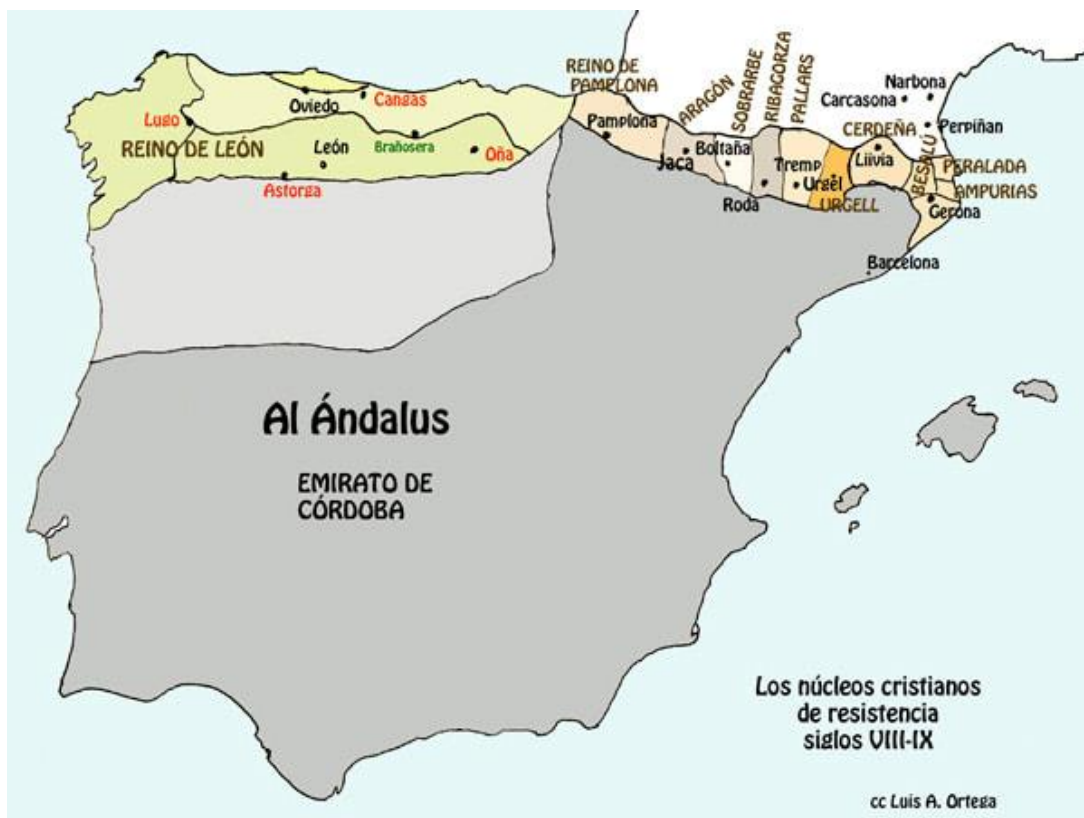 REINO DE
PAMPLONA
ARAGÓN
SOBRARBE
RIBAGORZA
PALLARS
Narbona
Carcasona
Perpiñan
CERDEÑA
Oviedo
Cangas
Lugo
Pamplona
Boltaña
Jaca
REINO DE LEÓN
León
Brañosera
Oña
Tremp
Llivia
BESALÚ
PERALADA
Astorga
Urgel
AMPURIAS
Roda
URGELL
Gerona
Barcelona
Al Ándalus
EMIRATO DE
CÓRDOBA
Los núcleos cristianos
de resistencia
siglos VIII-IX
cc Luis A. Ortega